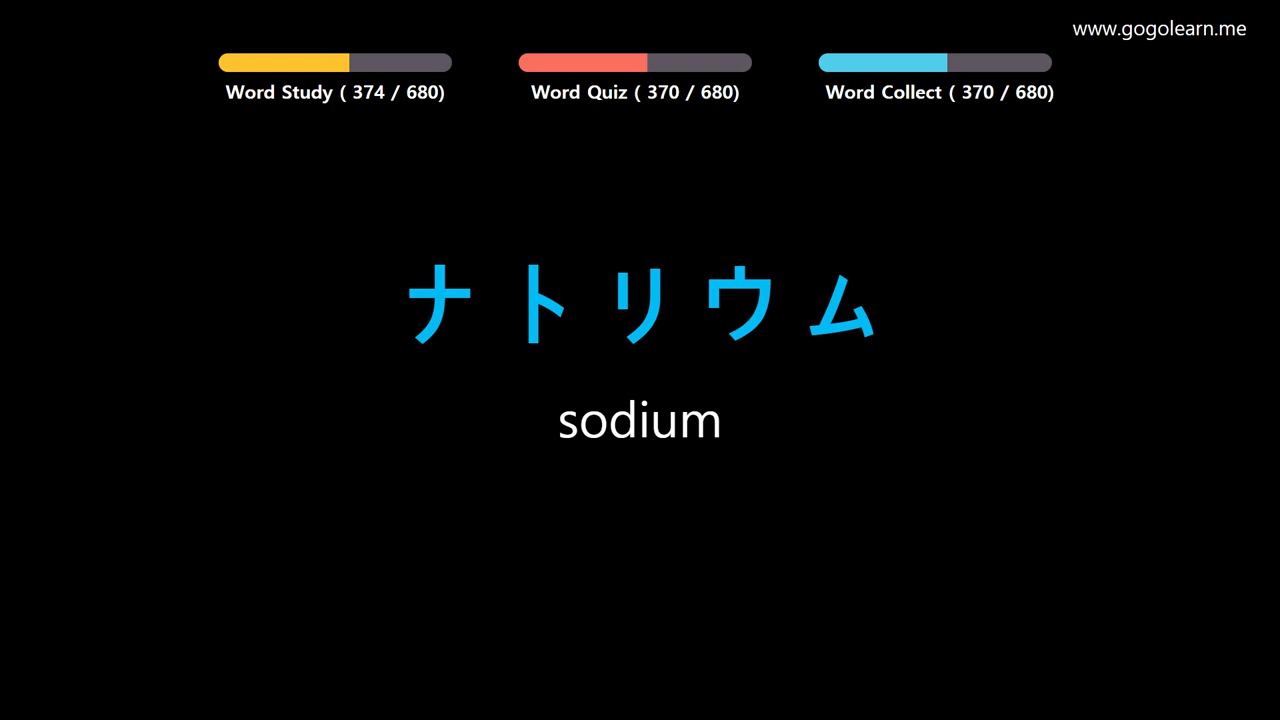 www.gogolearn.me
Word Study ( 374 / 680) Word Quiz ( 370 / 680) Word Collect ( 370 / 680)
ナトリウム
sodium